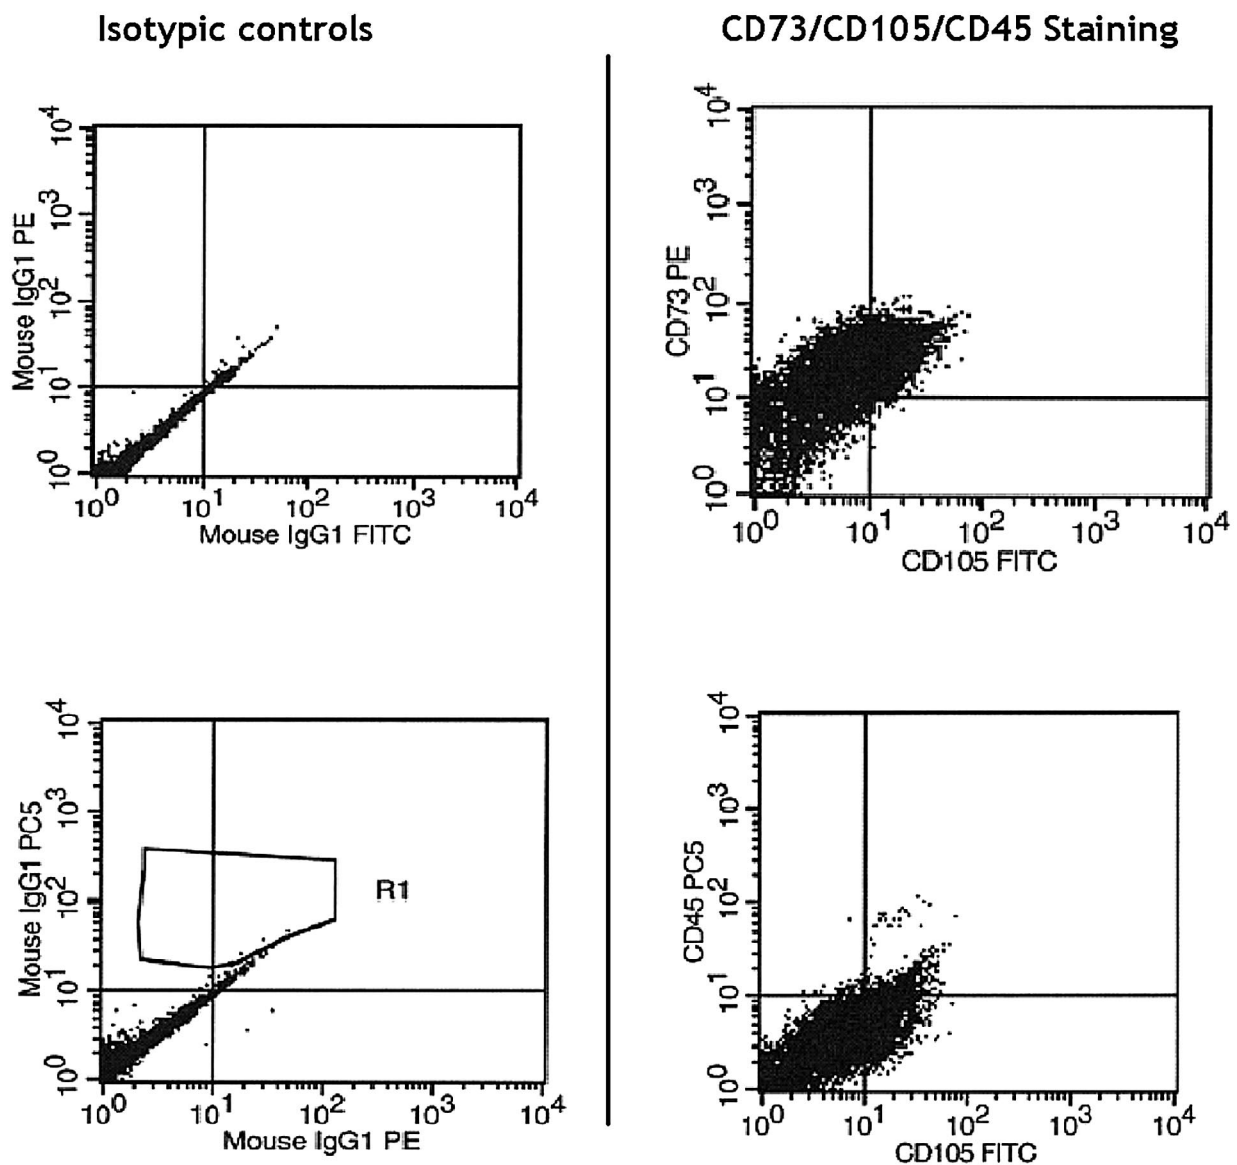 Isotypic controls
CD73/CD105/CD45 Staining
Mouse IgG1 PE
10^4
10^3
10^2
10^1
10^0
10^0 10^1 10^2 10^3 10^4
Mouse IgG1 FITC
CD73 PE
10^4
10^3
10^2
10^1
10^0
10^0 10^1 10^2 10^3 10^4
CD105 FITC
Mouse IgG1 PC5
10^4
10^3
10^2
10^1
10^0
R1
10^0 10^1 10^2 10^3 10^4
Mouse IgG1 PE
CD45 PC5
10^4
10^3
10^2
10^1
10^0
10^0 10^1 10^2 10^3 10^4
CD105 FITC